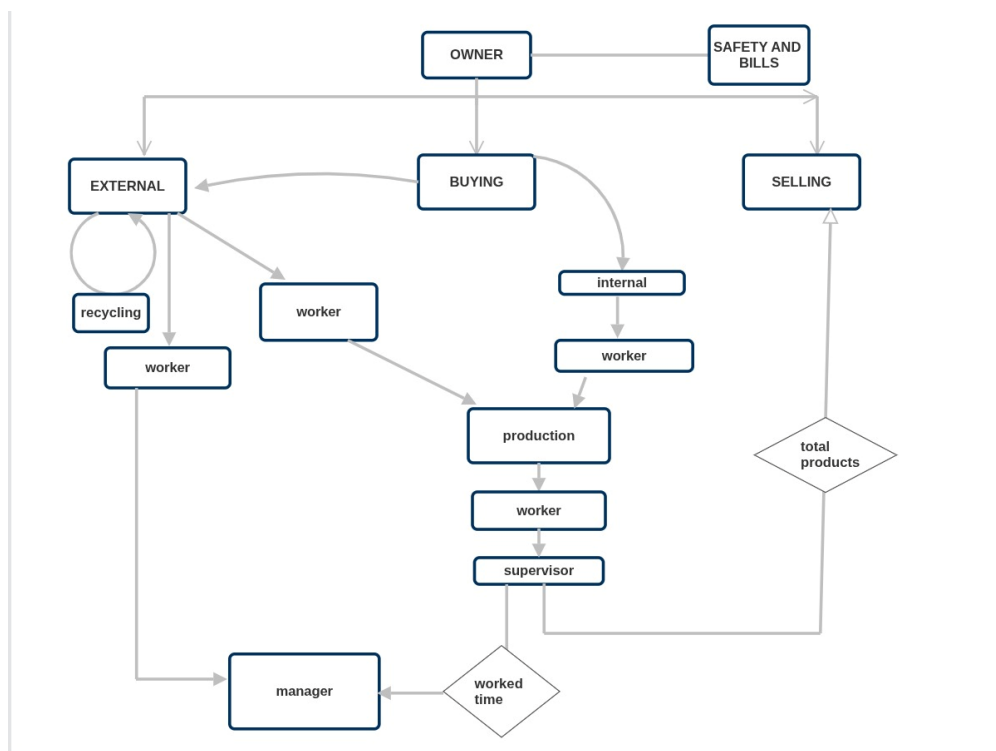 OWNER
SAFETY AND
BILLS
EXTERNAL
BUYING
SELLING
internal
recycling
worker
worker
worker
production
total
products
worker
supervisor
manager
worked
time